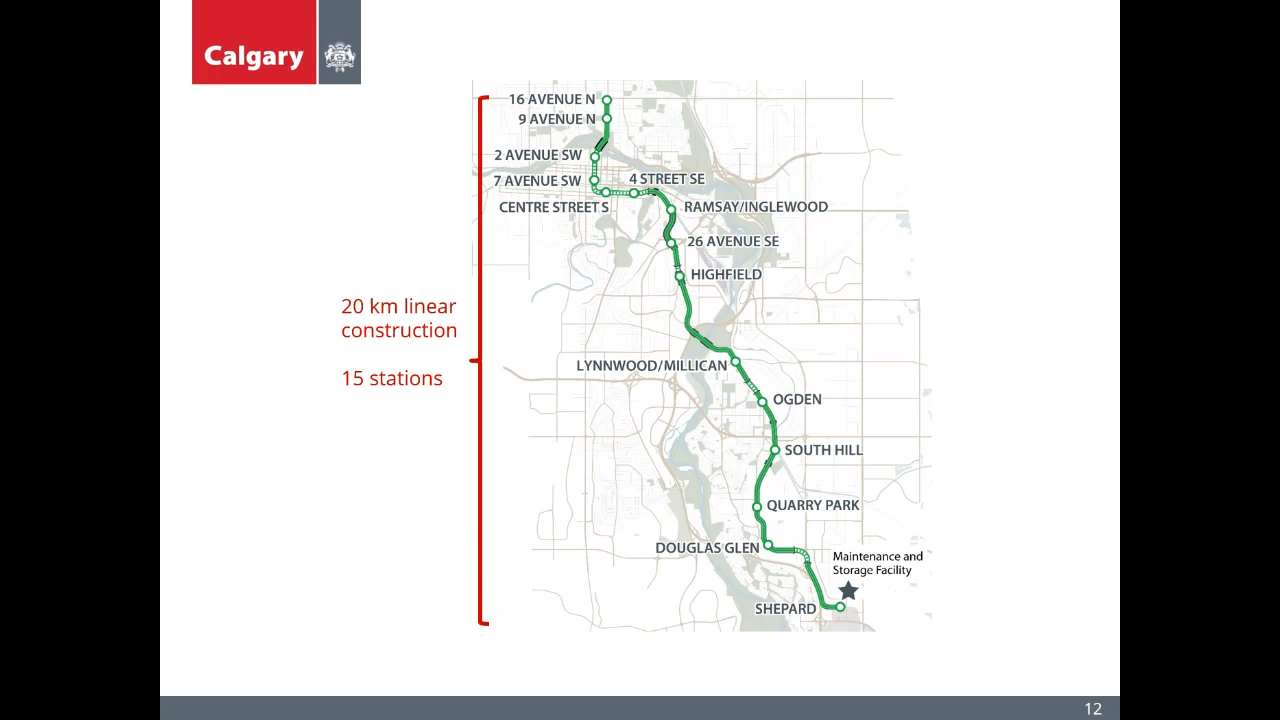 Calgary
16 AVENUE N
9 AVENUE N
2 AVENUE SW
7 AVENUE SW
4 STREET SE
CENTRE STREET S
RAMSAY/INGLEWOOD
26 AVENUE SE
HIGHFIELD
20 km linear
construction
15 stations
LYNNWOOD/MILLICAN
OGDEN
SOUTH HILL
QUARRY PARK
DOUGLAS GLEN
Maintenance and
Storage Facility
SHEPARD
12